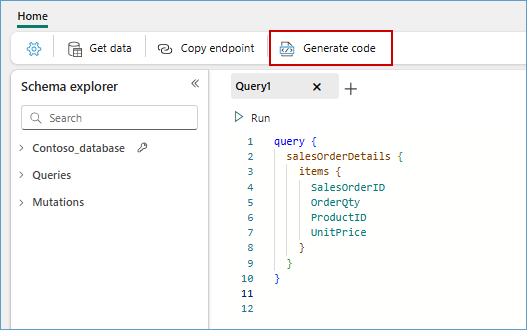 Home
Get data
Copy endpoint
Generate code
Schema explorer
Search
Contoso_database
Queries
Mutations
Query1
Run
1 query {
2 salesOrderDetails {
3 items {
4 SalesOrderID
5 OrderQty
6 ProductID
7 UnitPrice
8 }
9 }
10 }
11
12